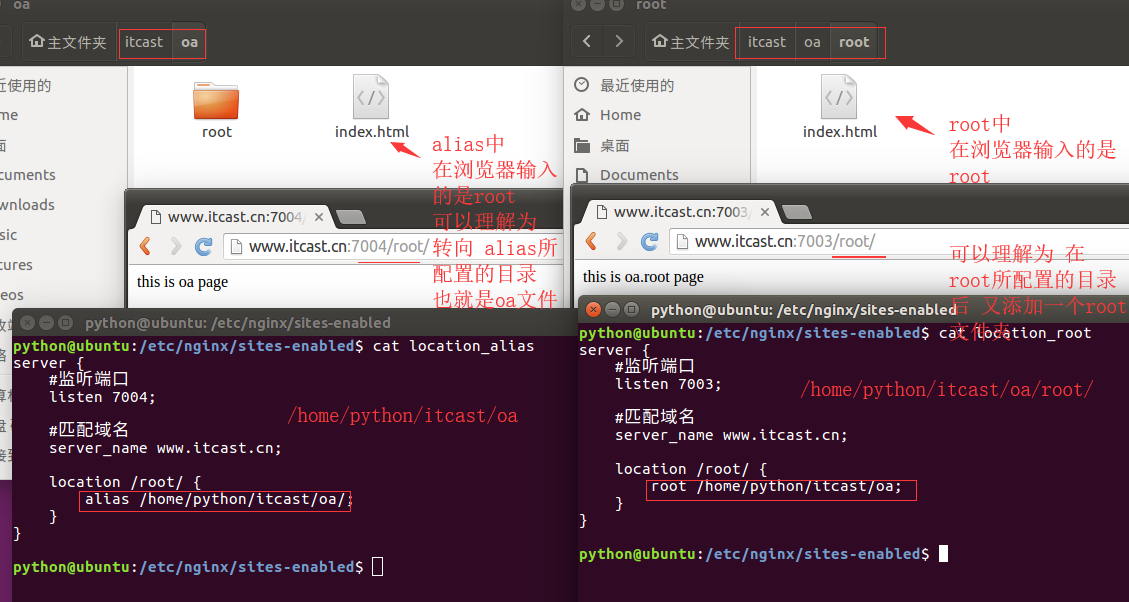 oa
主文件夹 itcast oa
近使用的
me
面
cuments
wnloads
sic
tures
eos
root
index.html
alias中
在浏览器输入
的是root
可以理解为
转向 alias所
配置的目录
也就是oa文件
www.itcast.cn:7004/
www.itcast.cn:7004/root/
this is oa page
python@ubuntu: /etc/nginx/sites-enabled
python@ubuntu:/etc/nginx/sites-enabled$ cat location_alias
server {
#监听端口
listen 7004;
/home/python/itcast/oa
#匹配域名
server_name www.itcast.cn;
location /root/ {
alias /home/python/itcast/oa/;
}
}
python@ubuntu:/etc/nginx/sites-enabled$
root
主文件夹 itcast oa root
最近使用的
Home
桌面
Documents
index.html
root中
在浏览器输入的是
root
www.itcast.cn:7003/
www.itcast.cn:7003/root/
this is oa.root page
可以理解为 在
root所配置的目录
后 又添加一个root
文件夹
python@ubuntu: /etc/nginx/sites-enabled
python@ubuntu:/etc/nginx/sites-enabled$ cat location_root
server {
#监听端口
listen 7003;
/home/python/itcast/oa/root/
#匹配域名
server_name www.itcast.cn;
location /root/ {
root /home/python/itcast/oa;
}
}
python@ubuntu:/etc/nginx/sites-enabled$